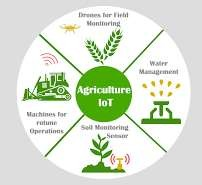 Drones for Field
Monitoring
Water
Management
Agriculture
IoT
Machines for
rotune
Operations
Soil Monitoring
Sensor